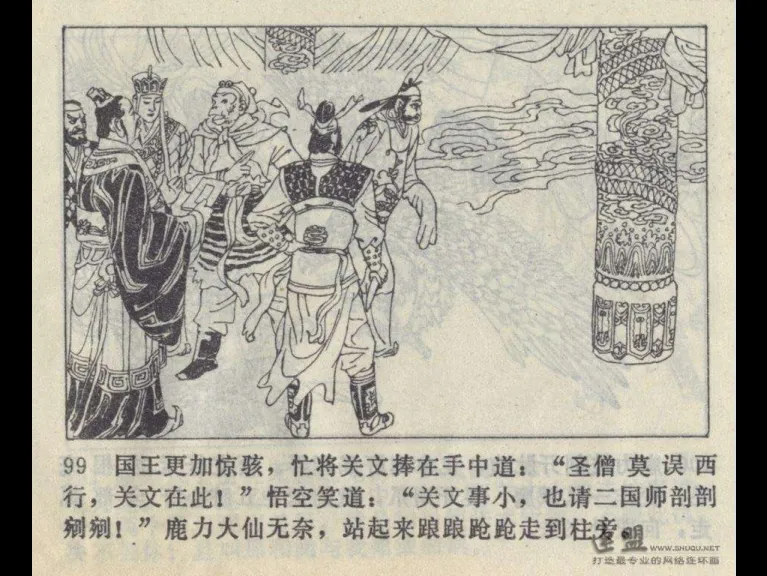 99 国王更加惊骇，忙将关文捧在手中道：“圣僧莫误西
行，关文在此！”悟空笑道：“关文事小，也请二国师剖剖
剜剜！”鹿力大仙无奈，站起来踉踉跄跄走到柱旁。
连盟 WWW.SHUQU.NET
打造最专业的网络连环画